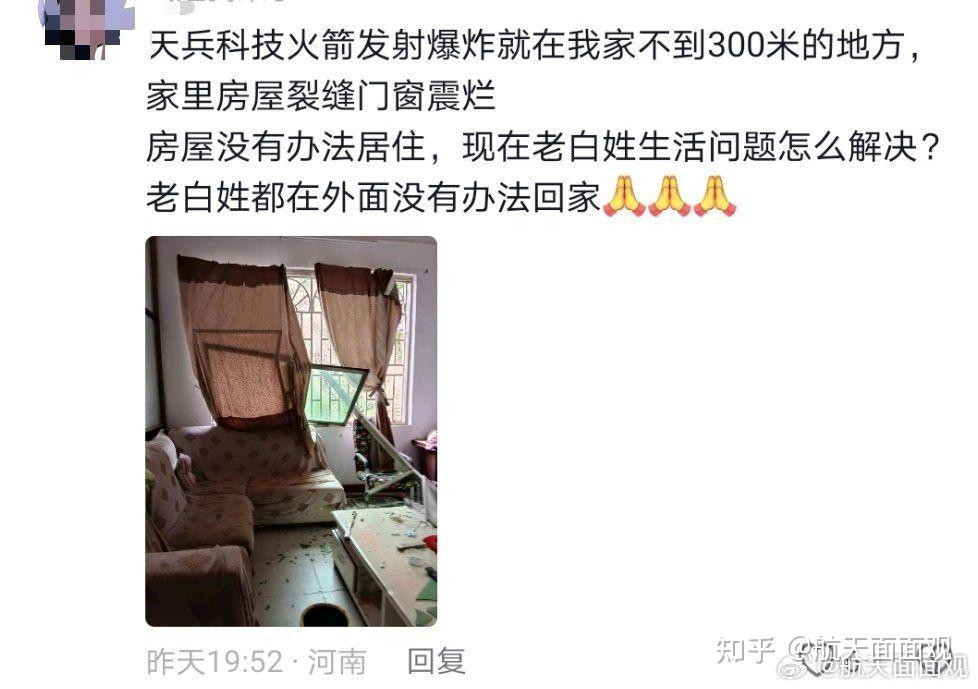 天兵科技火箭发射爆炸就在我家不到300米的地方，
家里房屋裂缝门窗震烂
房屋没有办法居住，现在老白姓生活问题怎么解决？
老白姓都在外面没有办法回家🙏🙏🙏
昨天19:52 · 河南 回复
知乎 @航天面面观
@航天面面观